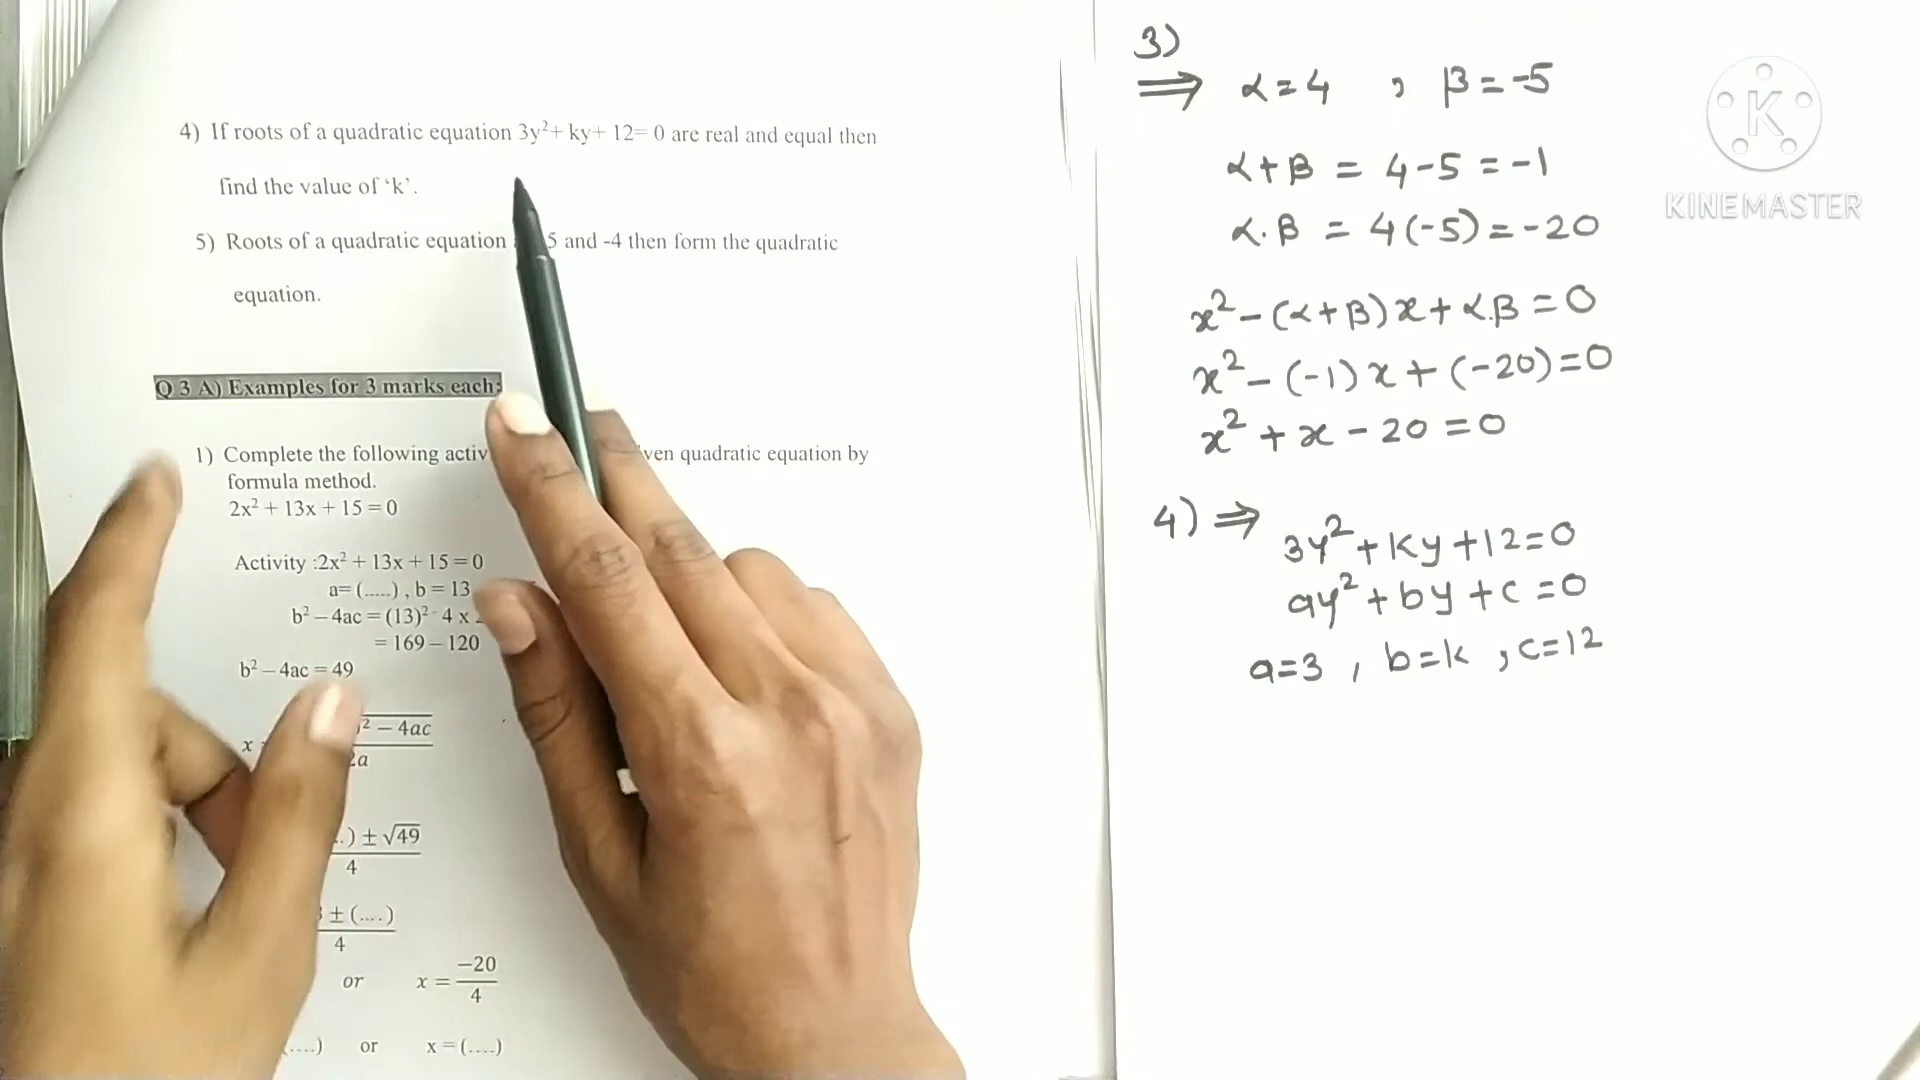 4) If roots of a quadratic equation 3y²+ ky+ 12= 0 are real and equal then
find the value of ‘k’.
5) Roots of a quadratic equation 5 and -4 then form the quadratic
equation.
Q 3 A) Examples for 3 marks each:
1) Complete the following quadratic equation by
formula method.
2x² + 13x + 15 = 0
Activity :2x² + 13x + 15 = 0
a= (.....) , b = 13
b² – 4ac = (13)² - 4 x
= 169 – 120
b² – 4ac = 49
x
² − 4ac
2a
.) ± √49
4
± (....)
4
or x = −20
4
(....) or x = (....)
3)
⇒ α = 4 , β = -5
α + β = 4 - 5 = -1
α . β = 4 (-5) = -20
x² - (α + β) x + α.β = 0
x² - (-1) x + (-20) = 0
x² + x - 20 = 0
4) ⇒
3y² + ky + 12 = 0
ay² + by + c = 0
a = 3 , b = k , c = 12
KINEMASTER